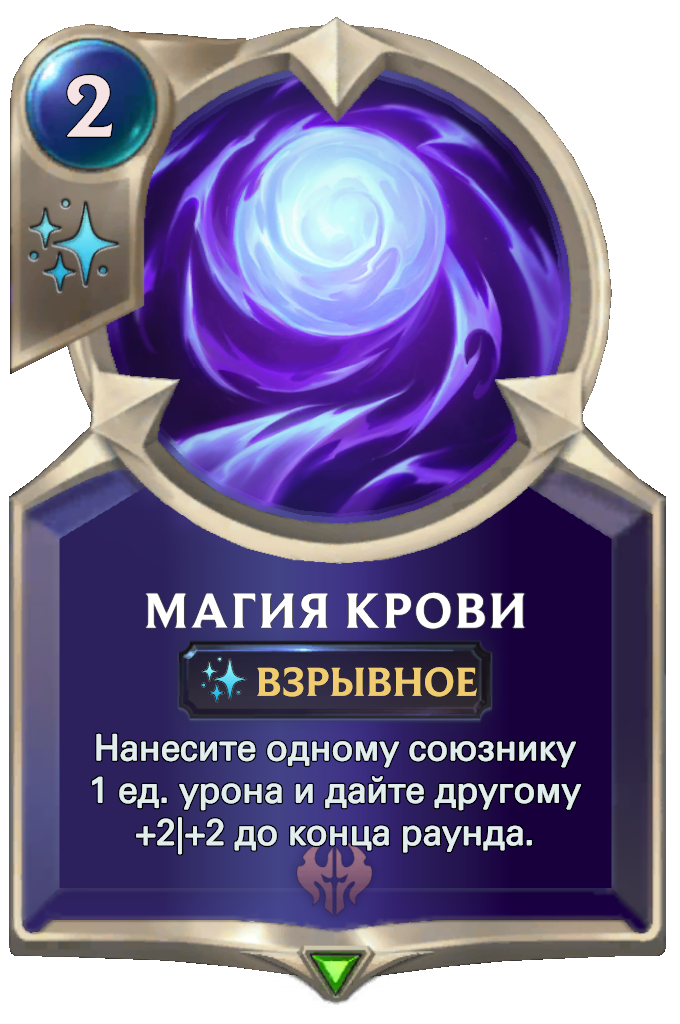 2
МАГИЯ КРОВИ
ВЗРЫВНОЕ
Нанесите одному союзнику
1 ед. урона и дайте другому
+2|+2 до конца раунда.